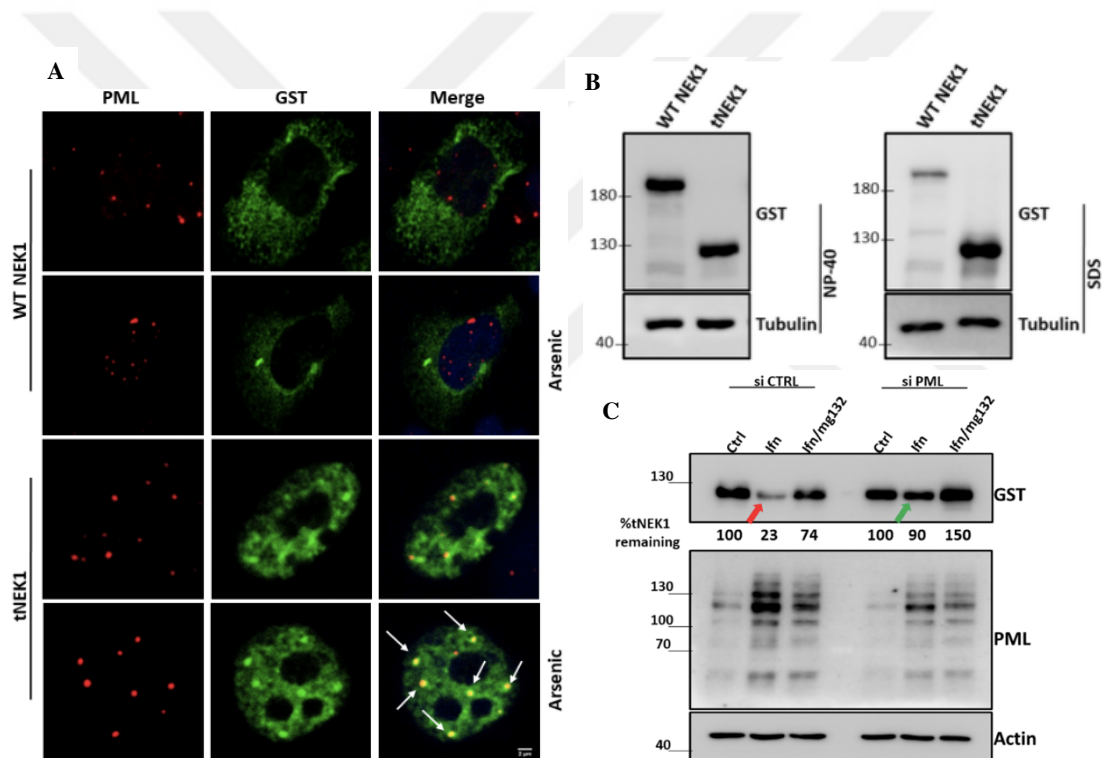 A
PML GST Merge
WT NEK1
Arsenic
tNEK1
Arsenic
2 µm
B
WT NEK1 tNEK1
180
130
GST
Tubulin
40
NP-40
WT NEK1 tNEK1
180
130
GST
Tubulin
40
SDS
C
si CTRL si PML
Ctrl Ifn Ifn/mg132 Ctrl Ifn Ifn/mg132
130
GST
%tNEK1
remaining
100 23 74 100 90 150
130
100
70
PML
Actin
40